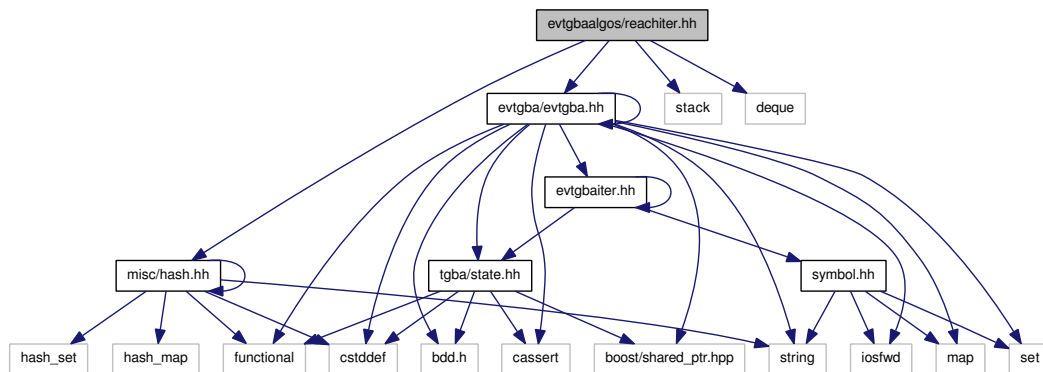 evtgbaalgos/reachiter.hh
evtgba/evtgba.hh
stack
deque
evtgbaiter.hh
misc/hash.hh
tgba/state.hh
symbol.hh
hash_set
hash_map
functional
cstddef
bdd.h
cassert
boost/shared_ptr.hpp
string
iosfwd
map
set